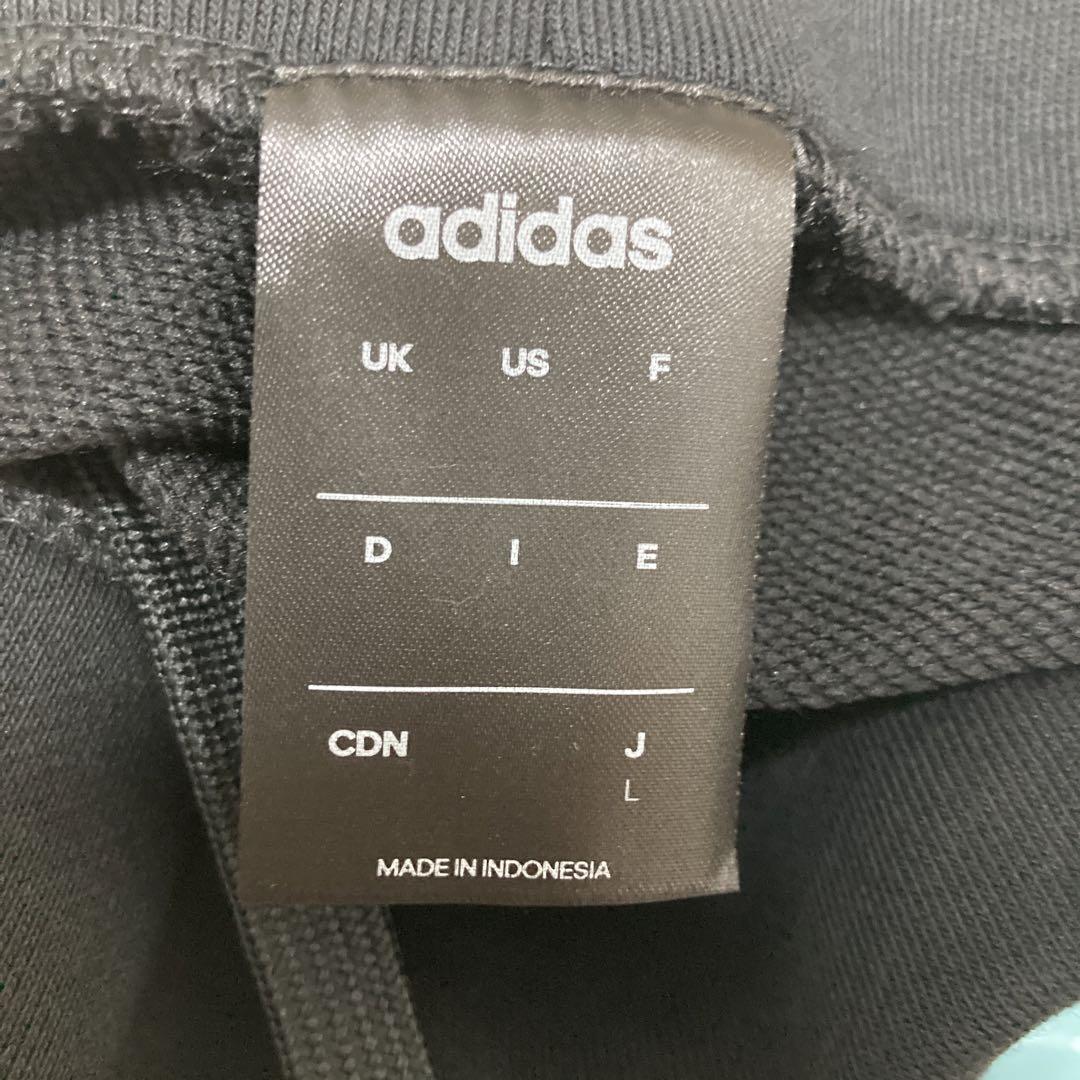 adidas
UK US F
D I E
CDN J
L
MADE IN INDONESIA